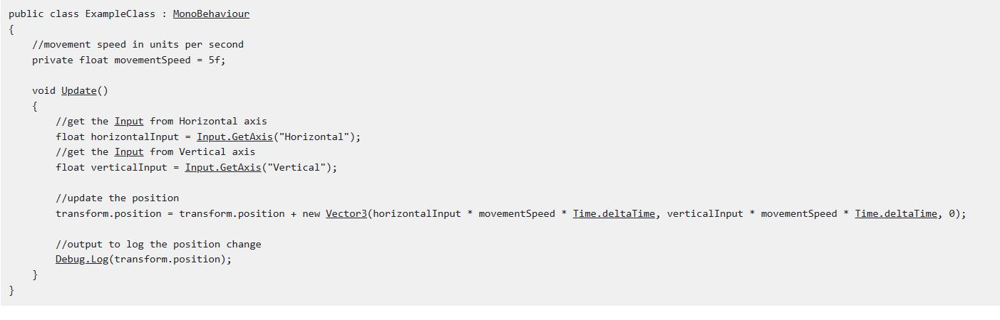 public class ExampleClass : MonoBehaviour
{
    //movement speed in units per second
    private float movementSpeed = 5f;

    void Update()
    {
        //get the Input from Horizontal axis
        float horizontalInput = Input.GetAxis("Horizontal");
        //get the Input from Vertical axis
        float verticalInput = Input.GetAxis("Vertical");

        //update the position
        transform.position = transform.position + new Vector3(horizontalInput * movementSpeed * Time.deltaTime, verticalInput * movementSpeed * Time.deltaTime, 0);

        //output to log the position change
        Debug.Log(transform.position);
    }
}